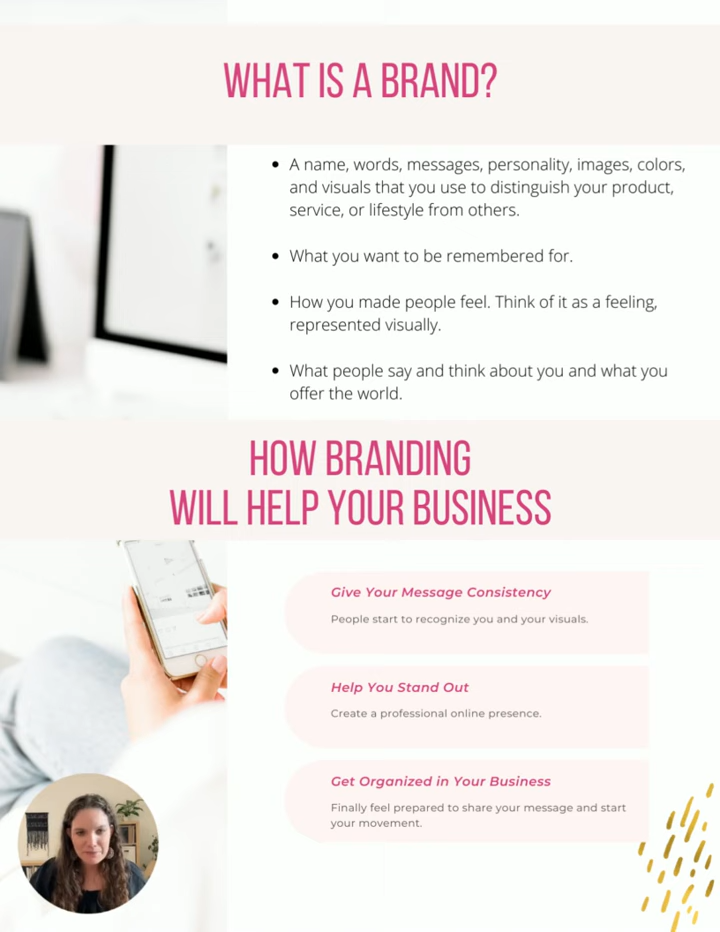 WHAT IS A BRAND?
• A name, words, messages, personality, images, colors,
and visuals that you use to distinguish your product,
service, or lifestyle from others.
• What you want to be remembered for.
• How you made people feel. Think of it as a feeling,
represented visually.
• What people say and think about you and what you
offer the world.
HOW BRANDING
WILL HELP YOUR BUSINESS
Give Your Message Consistency
People start to recognize you and your visuals.
Help You Stand Out
Create a professional online presence.
Get Organized in Your Business
Finally feel prepared to share your message and start
your movement.